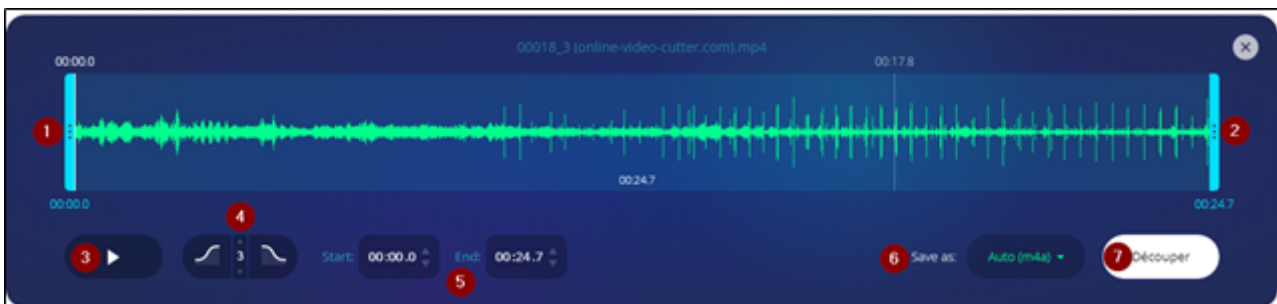 00018_3 (online-video-cutter.com).mp4
00:00.0
00:17.8
1
2
00:24.7
00:00.0
00:24.7
4
3
3
Start:
00:00.0
End:
00:24.7
5
6
Save as:
Auto (m4a)
7
Découper